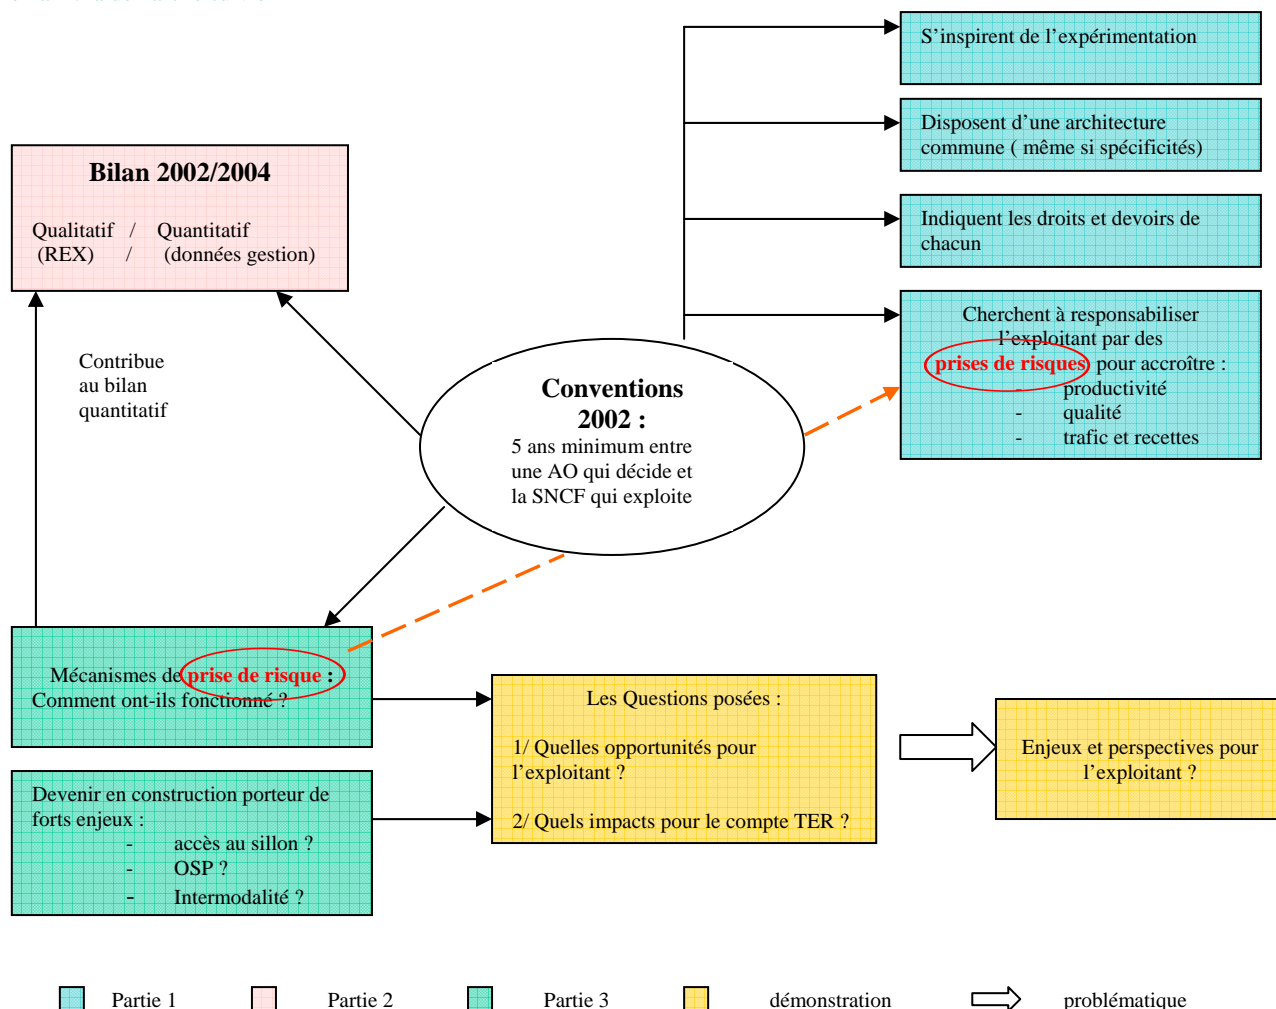 S'inspirent de l'expérimentation
Disposent d'une architecture
commune ( même si spécificités)
Indiquent les droits et devoirs de
chacun
Cherchent à responsabiliser
l'exploitant par des
prises de risques pour accroître :
- productivité
- qualité
- trafic et recettes
Bilan 2002/2004
Qualitatif / Quantitatif
(REX) / (données gestion)
Contribue
au bilan
quantitatif
Conventions
2002 :
5 ans minimum entre
une AO qui décide et
la SNCF qui exploite
Mécanismes de prise de risque :
Comment ont-ils fonctionné ?
Devenir en construction porteur de
forts enjeux :
- accès au sillon ?
- OSP ?
- Intermodalité ?
Les Questions posées :
1/ Quelles opportunités pour
l'exploitant ?
2/ Quels impacts pour le compte TER ?
Enjeux et perspectives pour
l'exploitant ?
Partie 1 Partie 2 Partie 3 démonstration problématique